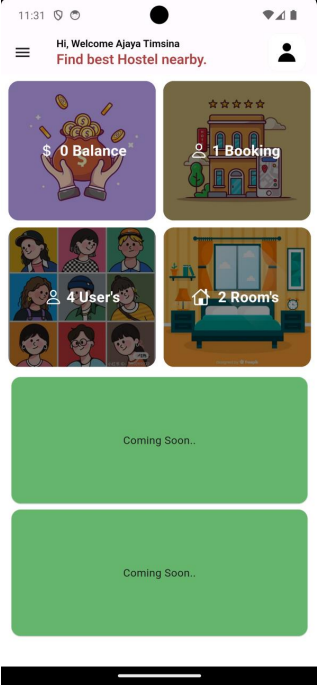 11:31
Hi, Welcome Ajaya Timsina
Find best Hostel nearby.
$ 0 Balance
1 Booking
4 User's
2 Room's
Coming Soon..
Coming Soon..